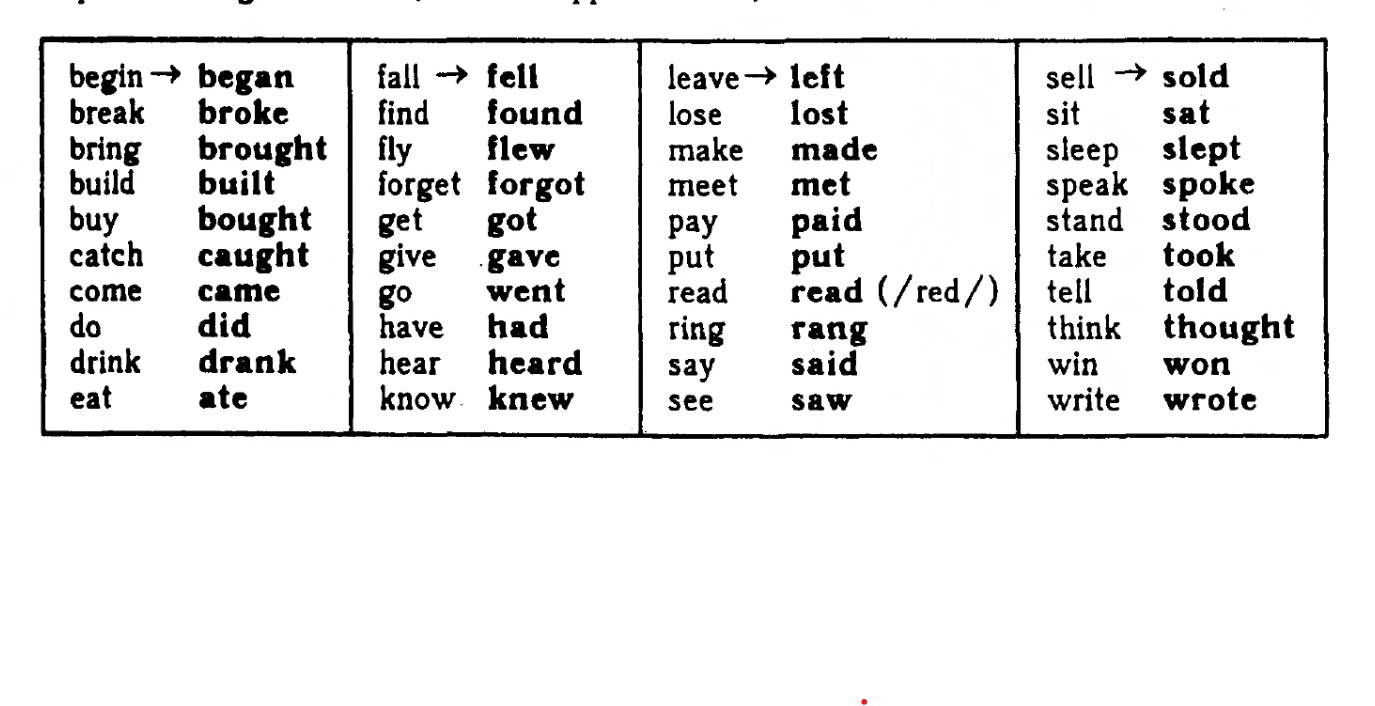 begin → began
break broke
bring brought
build built
buy bought
catch caught
come came
do did
drink drank
eat ate
fall → fell
find found
fly flew
forget forgot
get got
give gave
go went
have had
hear heard
know knew
leave → left
lose lost
make made
meet met
pay paid
put put
read read (/red/)
ring rang
say said
see saw
sell → sold
sit sat
sleep slept
speak spoke
stand stood
take took
tell told
think thought
win won
write wrote